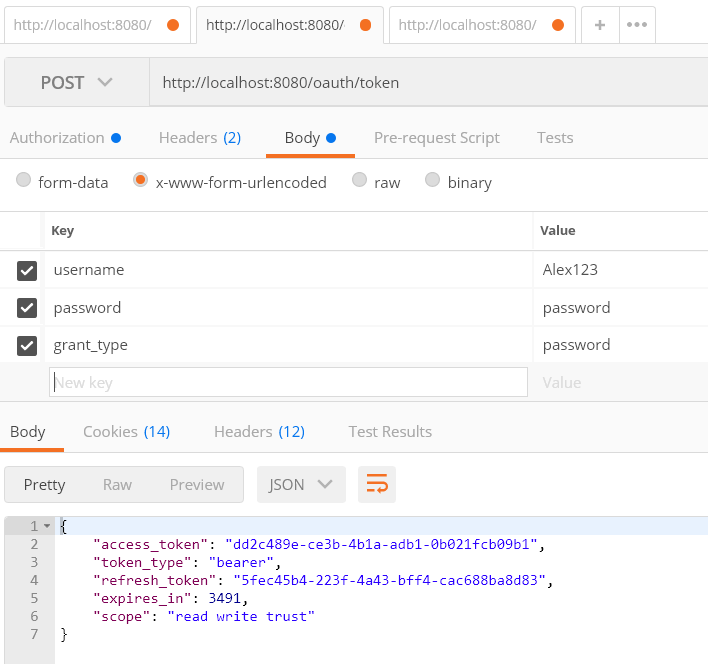 http://localhost:8080/ http://localhost:8080/ http://localhost:8080/ + •••
POST http://localhost:8080/oauth/token
Authorization Headers (2) Body Pre-request Script Tests
form-data x-www-form-urlencoded raw binary
Key Value
username Alex123
password password
grant_type password
New key Value
Body Cookies (14) Headers (12) Test Results
Pretty Raw Preview JSON
1 {
2 "access_token": "dd2c489e-ce3b-4b1a-adb1-0b021fcb09b1",
3 "token_type": "bearer",
4 "refresh_token": "5fec45b4-223f-4a43-bff4-cac688ba8d83",
5 "expires_in": 3491,
6 "scope": "read write trust"
7 }